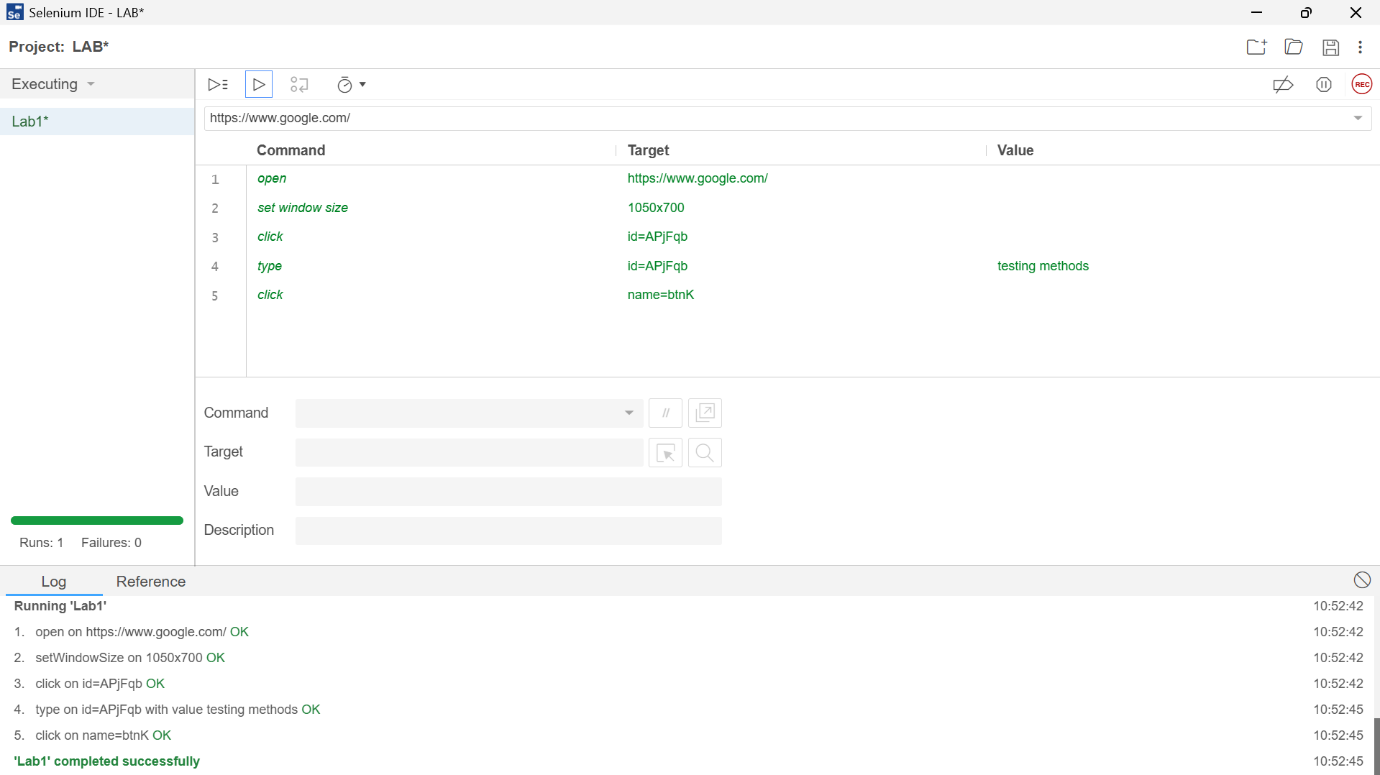 Se Selenium IDE - LAB*
Project: LAB*
Executing
REC
Lab1*
https://www.google.com/
Command Target Value
1 open https://www.google.com/
2 set window size 1050x700
3 click id=APjFqb
4 type id=APjFqb testing methods
5 click name=btnK
Command //
Target
Value
Description
Runs: 1 Failures: 0
Log Reference
Running 'Lab1' 10:52:42
1. open on https://www.google.com/ OK 10:52:42
2. setWindowSize on 1050x700 OK 10:52:42
3. click on id=APjFqb OK 10:52:42
4. type on id=APjFqb with value testing methods OK 10:52:45
5. click on name=btnK OK 10:52:45
'Lab1' completed successfully 10:52:45